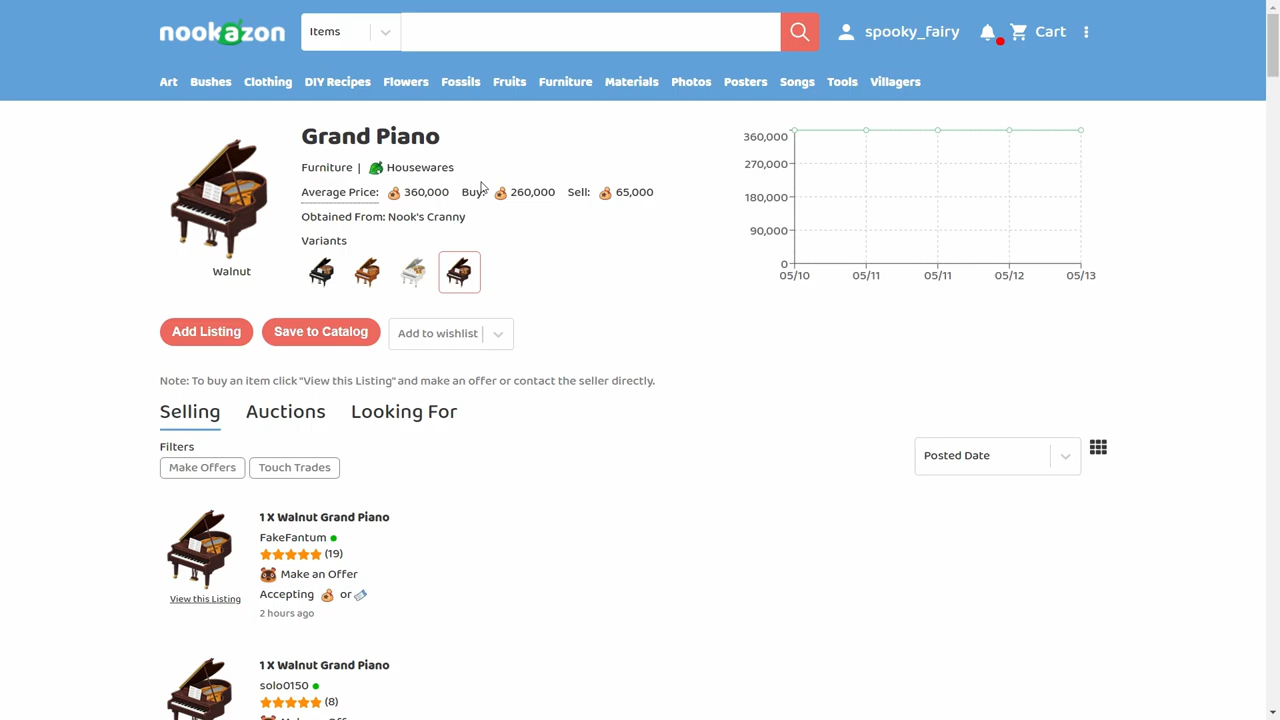 nookazon
Items
spooky_fairy
Cart
Art Bushes Clothing DIY Recipes Flowers Fossils Fruits Furniture Materials Photos Posters Songs Tools Villagers
Grand Piano
Furniture | Housewares
Average Price: 360,000 Buy: 260,000 Sell: 65,000
Obtained From: Nook's Cranny
Variants
Walnut
360,000
270,000
180,000
90,000
0
05/10 05/11 05/11 05/12 05/13
Add Listing
Save to Catalog
Add to wishlist
Note: To buy an item click "View this Listing" and make an offer or contact the seller directly.
Selling Auctions Looking For
Filters
Make Offers Touch Trades
Posted Date
1 X Walnut Grand Piano
FakeFantum
(19)
Make an Offer
Accepting or
View this Listing
2 hours ago
1 X Walnut Grand Piano
solo0150
(8)